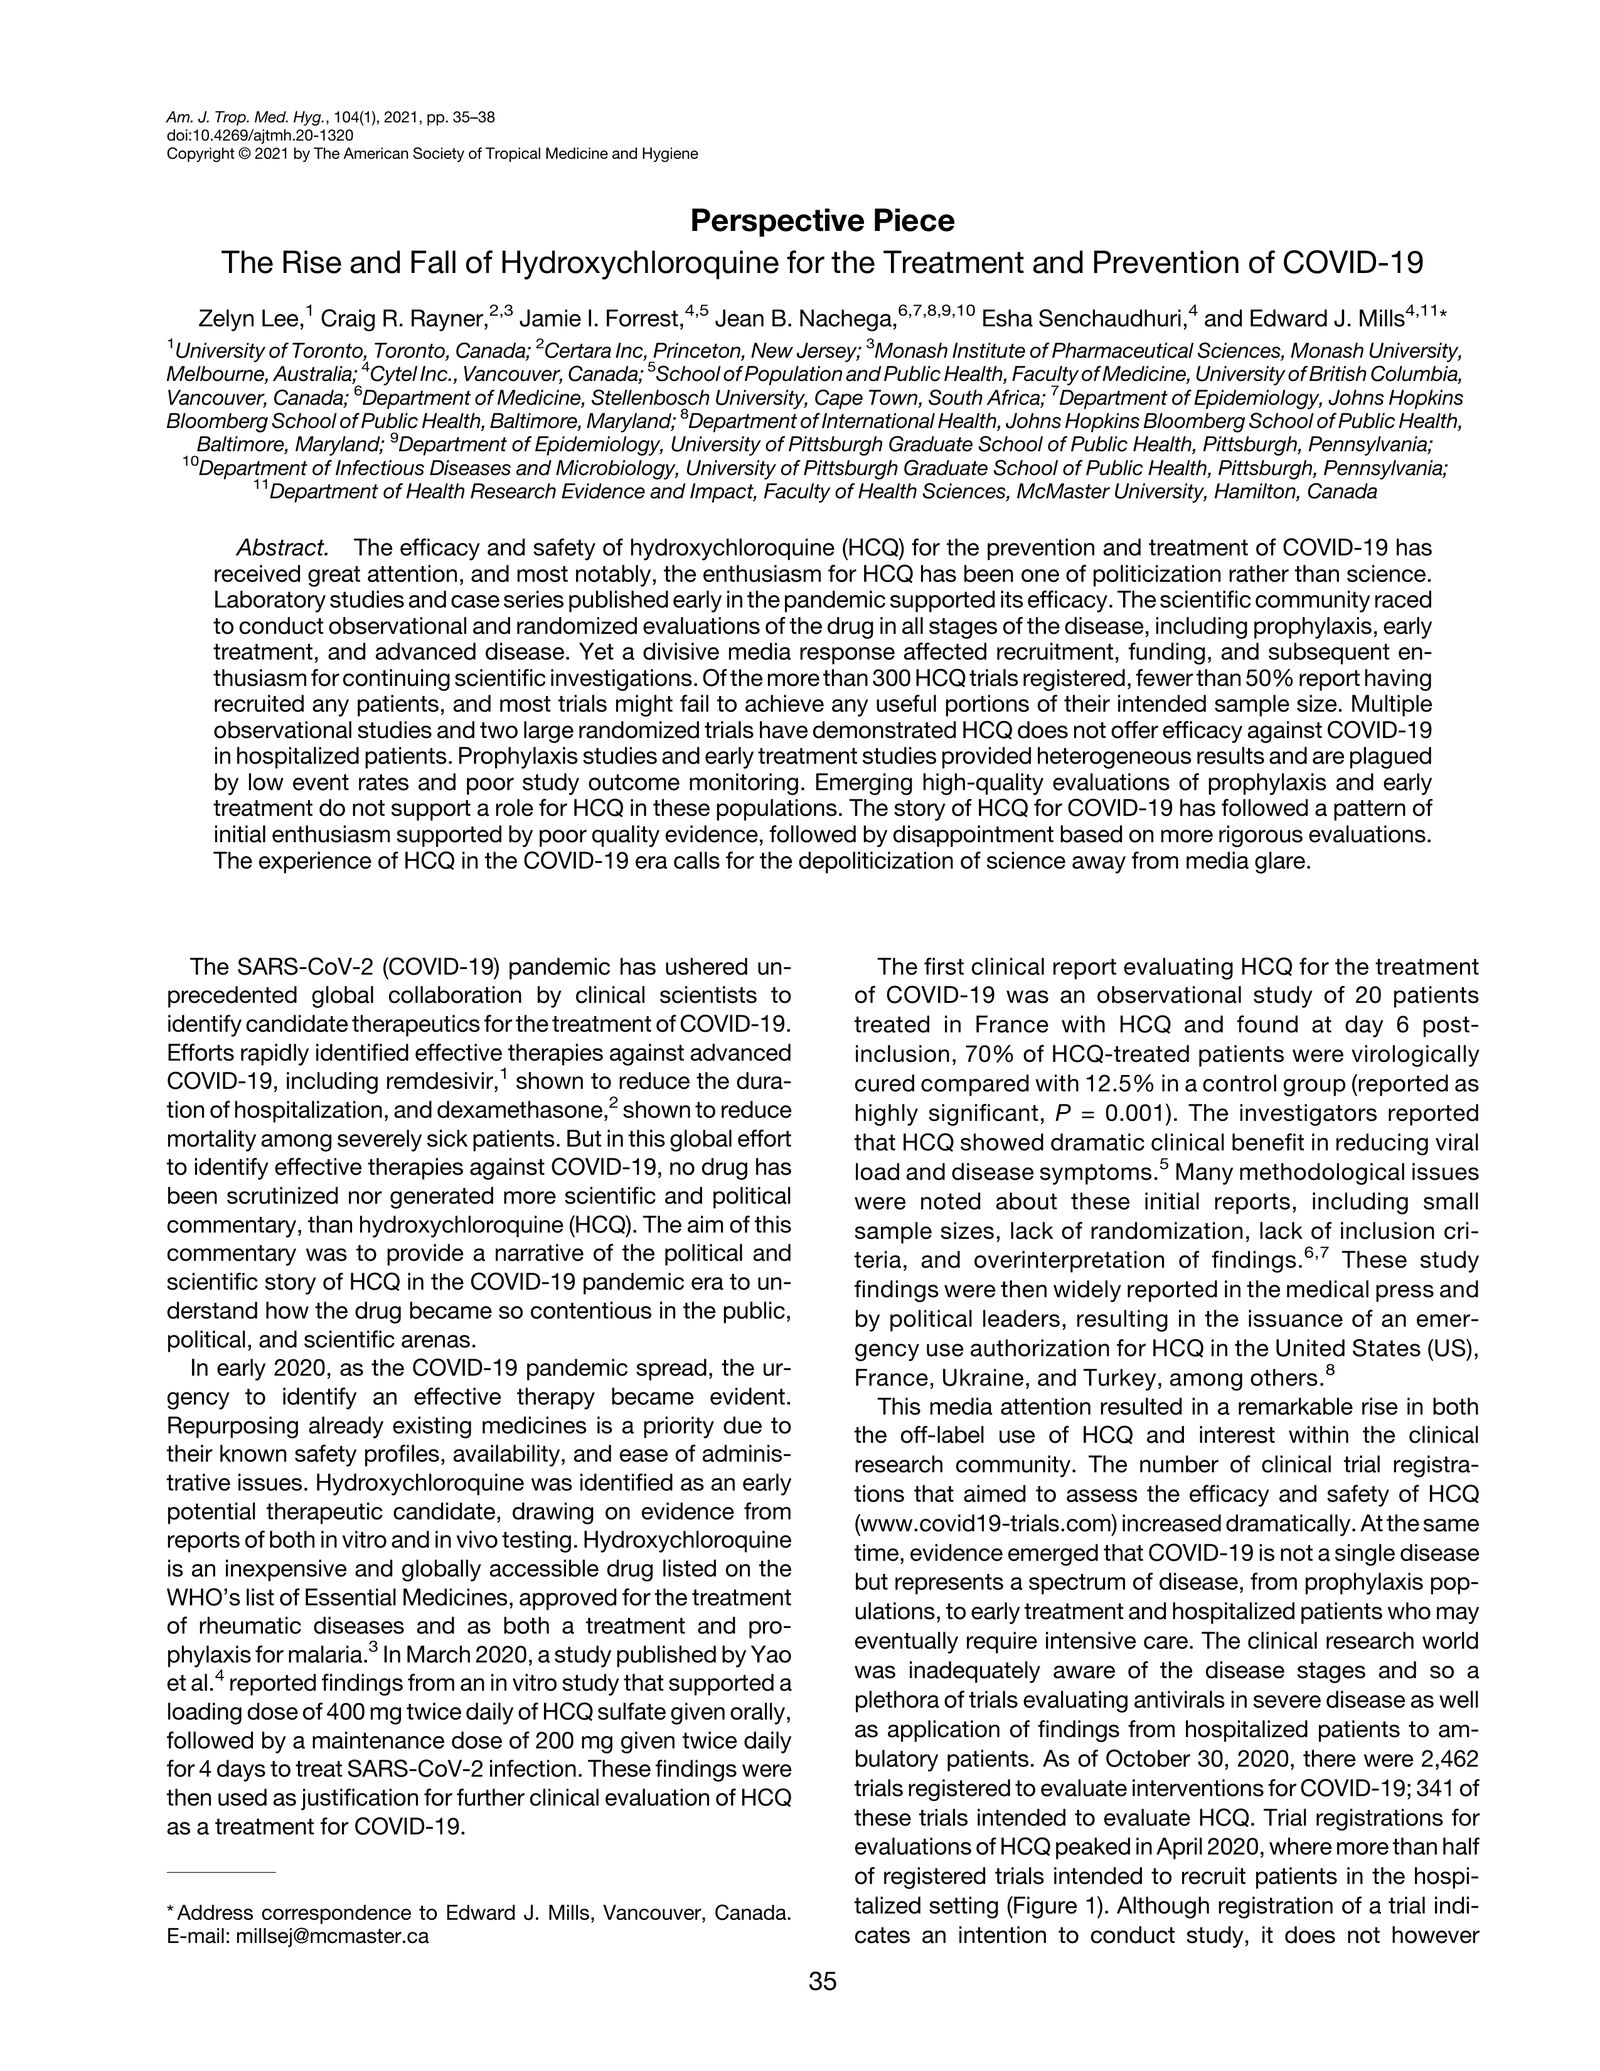 Am. J. Trop. Med. Hyg., 104(1), 2021, pp. 35–38
doi:10.4269/ajtmh.20-1320
Copyright © 2021 by The American Society of Tropical Medicine and Hygiene
Perspective Piece
The Rise and Fall of Hydroxychloroquine for the Treatment and Prevention of COVID-19
Zelyn Lee,1 Craig R. Rayner,2,3 Jamie I. Forrest,4,5 Jean B. Nachega,6,7,8,9,10 Esha Senchaudhuri,4 and Edward J. Mills4,11*
1University of Toronto, Toronto, Canada; 2Certara Inc, Princeton, New Jersey; 3Monash Institute of Pharmaceutical Sciences, Monash University,
Melbourne, Australia; 4Cytel Inc., Vancouver, Canada; 5School of Population and Public Health, Faculty of Medicine, University of British Columbia,
Vancouver, Canada; 6Department of Medicine, Stellenbosch University, Cape Town, South Africa; 7Department of Epidemiology, Johns Hopkins
Bloomberg School of Public Health, Baltimore, Maryland; 8Department of International Health, Johns Hopkins Bloomberg School of Public Health,
Baltimore, Maryland; 9Department of Epidemiology, University of Pittsburgh Graduate School of Public Health, Pittsburgh, Pennsylvania;
10Department of Infectious Diseases and Microbiology, University of Pittsburgh Graduate School of Public Health, Pittsburgh, Pennsylvania;
11Department of Health Research Evidence and Impact, Faculty of Health Sciences, McMaster University, Hamilton, Canada
Abstract. The efficacy and safety of hydroxychloroquine (HCQ) for the prevention and treatment of COVID-19 has
received great attention, and most notably, the enthusiasm for HCQ has been one of politicization rather than science.
Laboratory studies and case series published early in the pandemic supported its efficacy. The scientific community raced
to conduct observational and randomized evaluations of the drug in all stages of the disease, including prophylaxis, early
treatment, and advanced disease. Yet a divisive media response affected recruitment, funding, and subsequent en-
thusiasm for continuing scientific investigations. Of the more than 300 HCQ trials registered, fewer than 50% report having
recruited any patients, and most trials might fail to achieve any useful portions of their intended sample size. Multiple
observational studies and two large randomized trials have demonstrated HCQ does not offer efficacy against COVID-19
in hospitalized patients. Prophylaxis studies and early treatment studies provided heterogeneous results and are plagued
by low event rates and poor study outcome monitoring. Emerging high-quality evaluations of prophylaxis and early
treatment do not support a role for HCQ in these populations. The story of HCQ for COVID-19 has followed a pattern of
initial enthusiasm supported by poor quality evidence, followed by disappointment based on more rigorous evaluations.
The experience of HCQ in the COVID-19 era calls for the depoliticization of science away from media glare.
The SARS-CoV-2 (COVID-19) pandemic has ushered un-
precedented global collaboration by clinical scientists to
identify candidate therapeutics for the treatment of COVID-19.
Efforts rapidly identified effective therapies against advanced
COVID-19, including remdesivir,1 shown to reduce the dura-
tion of hospitalization, and dexamethasone,2 shown to reduce
mortality among severely sick patients. But in this global effort
to identify effective therapies against COVID-19, no drug has
been scrutinized nor generated more scientific and political
commentary, than hydroxychloroquine (HCQ). The aim of this
commentary was to provide a narrative of the political and
scientific story of HCQ in the COVID-19 pandemic era to un-
derstand how the drug became so contentious in the public,
political, and scientific arenas.
In early 2020, as the COVID-19 pandemic spread, the ur-
gency to identify an effective therapy became evident.
Repurposing already existing medicines is a priority due to
their known safety profiles, availability, and ease of adminis-
trative issues. Hydroxychloroquine was identified as an early
potential therapeutic candidate, drawing on evidence from
reports of both in vitro and in vivo testing. Hydroxychloroquine
is an inexpensive and globally accessible drug listed on the
WHO's list of Essential Medicines, approved for the treatment
of rheumatic diseases and as both a treatment and pro-
phylaxis for malaria.3 In March 2020, a study published by Yao
et al.4 reported findings from an in vitro study that supported a
loading dose of 400 mg twice daily of HCQ sulfate given orally,
followed by a maintenance dose of 200 mg given twice daily
for 4 days to treat SARS-CoV-2 infection. These findings were
then used as justification for further clinical evaluation of HCQ
as a treatment for COVID-19.
* Address correspondence to Edward J. Mills, Vancouver, Canada.
E-mail: millsej@mcmaster.ca
The first clinical report evaluating HCQ for the treatment
of COVID-19 was an observational study of 20 patients
treated in France with HCQ and found at day 6 post-
inclusion, 70% of HCQ-treated patients were virologically
cured compared with 12.5% in a control group (reported as
highly significant, P = 0.001). The investigators reported
that HCQ showed dramatic clinical benefit in reducing viral
load and disease symptoms.5 Many methodological issues
were noted about these initial reports, including small
sample sizes, lack of randomization, lack of inclusion cri-
teria, and overinterpretation of findings.6,7 These study
findings were then widely reported in the medical press and
by political leaders, resulting in the issuance of an emer-
gency use authorization for HCQ in the United States (US),
France, Ukraine, and Turkey, among others.8
This media attention resulted in a remarkable rise in both
the off-label use of HCQ and interest within the clinical
research community. The number of clinical trial registra-
tions that aimed to assess the efficacy and safety of HCQ
(www.covid19-trials.com) increased dramatically. At the same
time, evidence emerged that COVID-19 is not a single disease
but represents a spectrum of disease, from prophylaxis pop-
ulations, to early treatment and hospitalized patients who may
eventually require intensive care. The clinical research world
was inadequately aware of the disease stages and so a
plethora of trials evaluating antivirals in severe disease as well
as application of findings from hospitalized patients to am-
bulatory patients. As of October 30, 2020, there were 2,462
trials registered to evaluate interventions for COVID-19; 341 of
these trials intended to evaluate HCQ. Trial registrations for
evaluations of HCQ peaked in April 2020, where more than half
of registered trials intended to recruit patients in the hospi-
talized setting (Figure 1). Although registration of a trial indi-
cates an intention to conduct study, it does not however
35